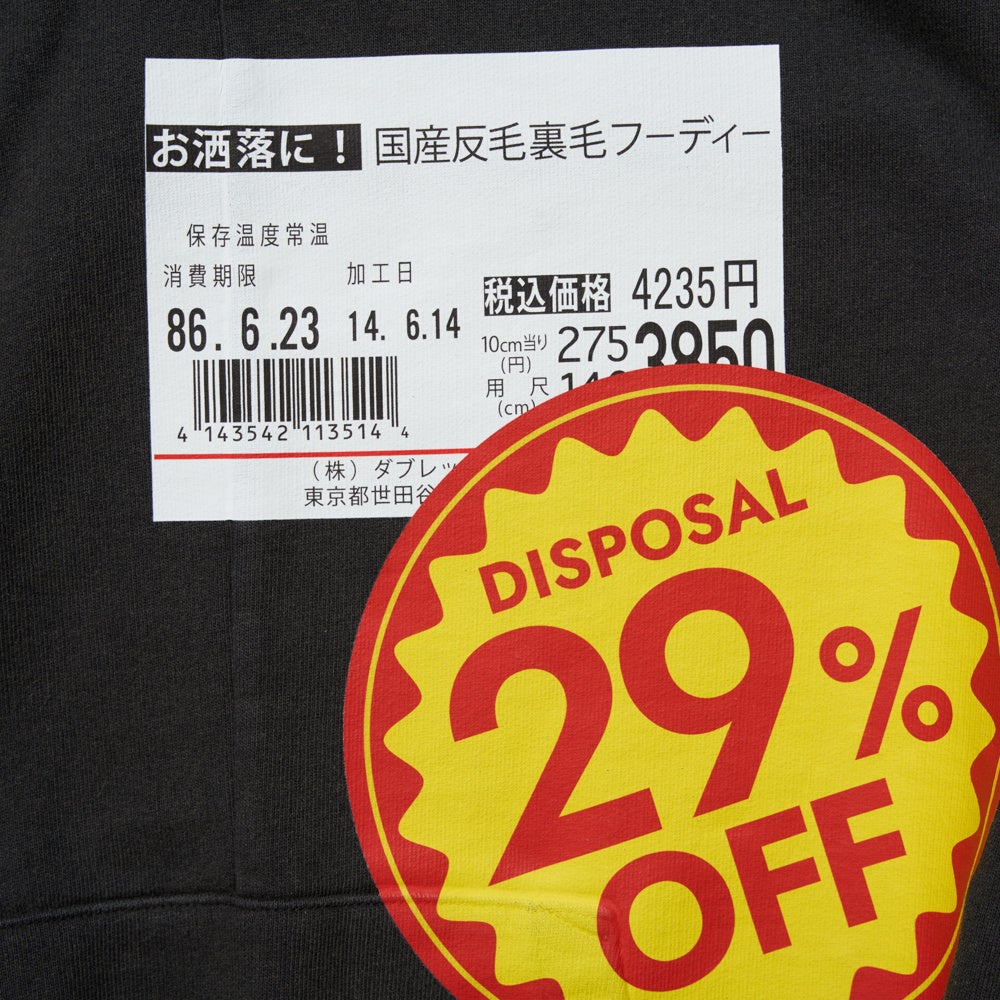 お洒落に! 国産反毛裏毛フーディー
保存温度常温
消費期限 加工日
86. 6.23 14. 6.14
税込価格 4235円
10cm当り(円) 275 3850
用尺(cm)
4 143542 113514 4
(株)ダブレッ
東京都世田谷
DISPOSAL
29%
OFF